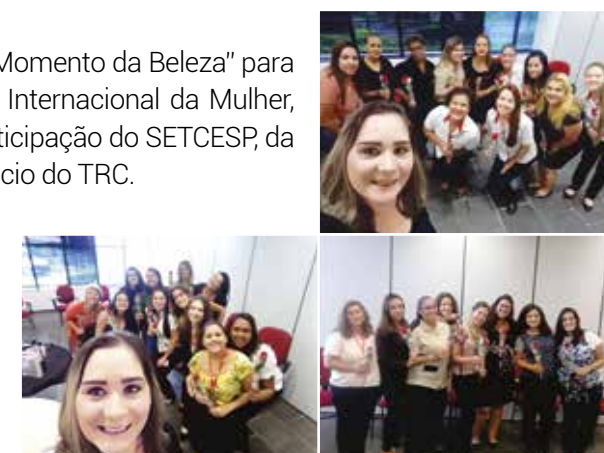 Momento da Beleza" para
Internacional da Mulher,
ticipação do SETCESP, da
cio do TRC.